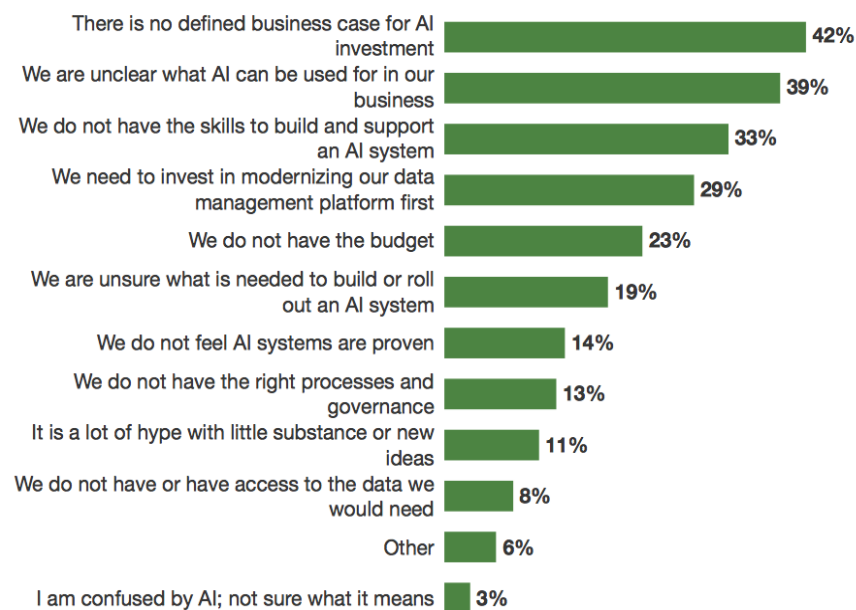 There is no defined business case for AI
investment
42%
We are unclear what AI can be used for in our
business
39%
We do not have the skills to build and support
an AI system
33%
We need to invest in modernizing our data
management platform first
29%
We do not have the budget
23%
We are unsure what is needed to build or roll
out an AI system
19%
We do not feel AI systems are proven
14%
We do not have the right processes and
governance
13%
It is a lot of hype with little substance or new
ideas
11%
We do not have or have access to the data we
would need
8%
Other
6%
I am confused by AI; not sure what it means
3%